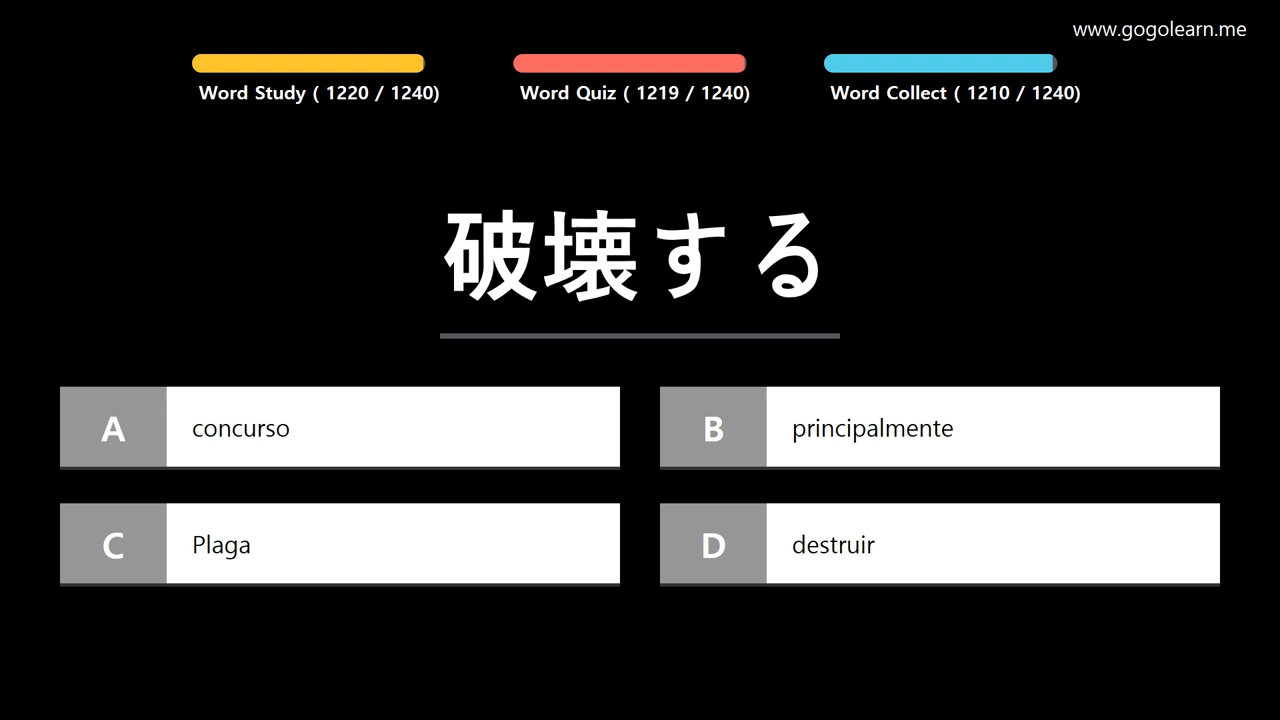 www.gogolearn.me
Word Study ( 1220 / 1240)
Word Quiz ( 1219 / 1240)
Word Collect ( 1210 / 1240)
破壊する
A
concurso
B
principalmente
C
Plaga
D
destruir